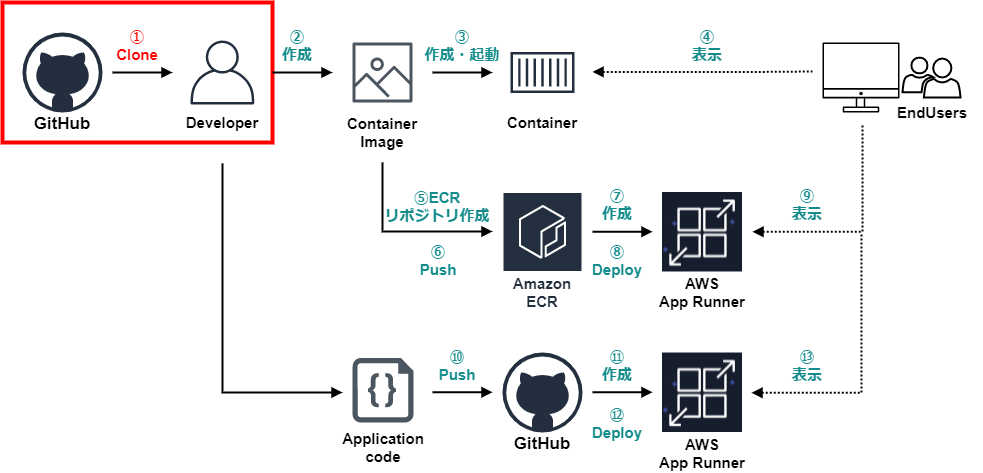 ①
Clone
②
作成
③
作成・起動
④
表示
GitHub
Developer
Container
Image
Container
EndUsers
⑤ECR
リポジトリ作成
⑥
Push
⑦
作成
⑧
Deploy
⑨
表示
Amazon
ECR
AWS
App Runner
⑩
Push
⑪
作成
⑫
Deploy
⑬
表示
Application
code
GitHub
AWS
App Runner